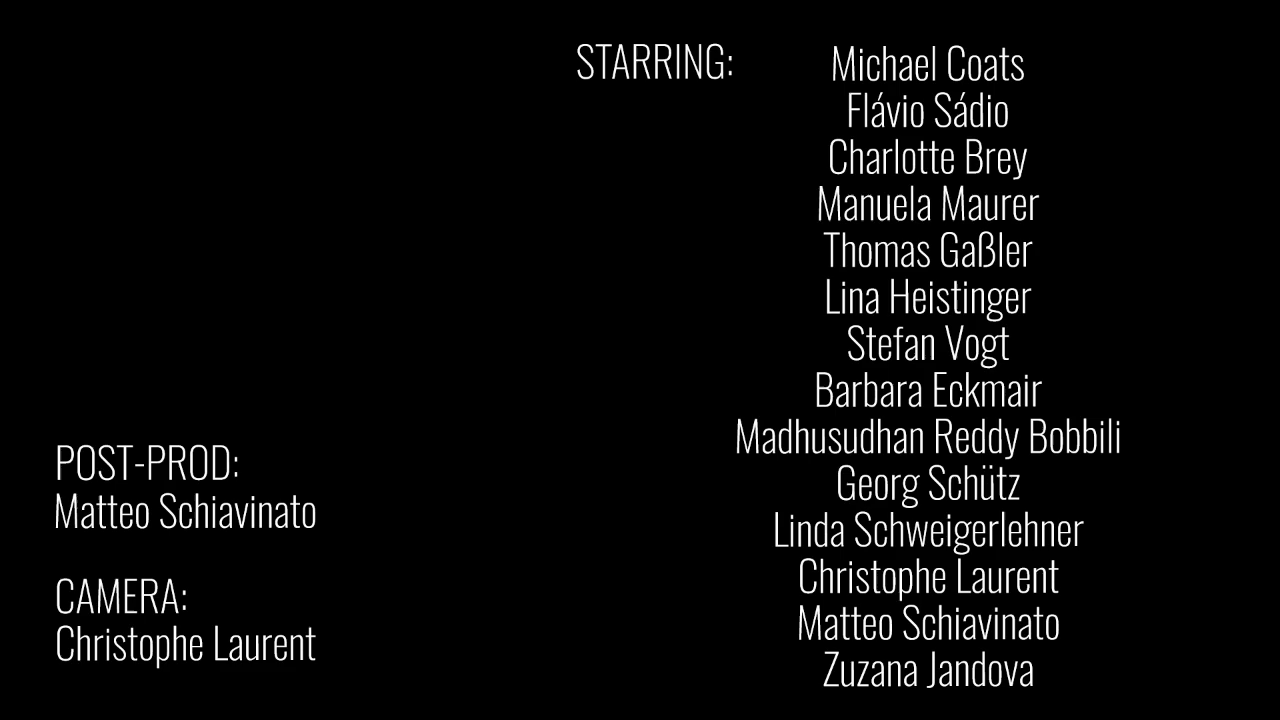 STARRING:
Michael Coats
Flávio Sádio
Charlotte Brey
Manuela Maurer
Thomas Gaßler
Lina Heistinger
Stefan Vogt
Barbara Eckmair
Madhusudhan Reddy Bobbili
Georg Schütz
Linda Schweigerlehner
Christophe Laurent
Matteo Schiavinato
Zuzana Jandova
POST-PROD:
Matteo Schiavinato
CAMERA:
Christophe Laurent